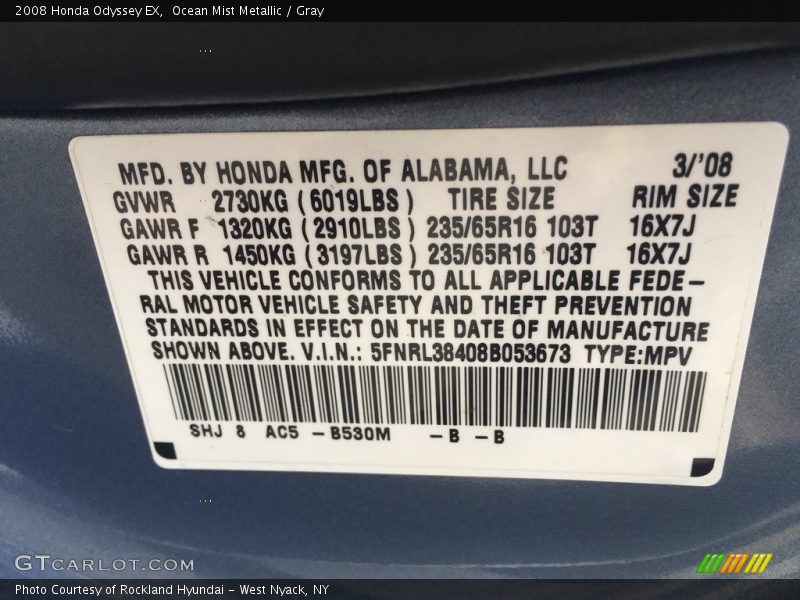 2008 Honda Odyssey EX,  Ocean Mist Metallic / Gray
MFD. BY HONDA MFG. OF ALABAMA, LLC 3/'08
GVWR 2730KG (6019LBS) TIRE SIZE RIM SIZE
GAWR F 1320KG (2910LBS) 235/65R16 103T 16X7J
GAWR R 1450KG (3197LBS) 235/65R16 103T 16X7J
THIS VEHICLE CONFORMS TO ALL APPLICABLE FEDE-
RAL MOTOR VEHICLE SAFETY AND THEFT PREVENTION
STANDARDS IN EFFECT ON THE DATE OF MANUFACTURE
SHOWN ABOVE. V.I.N.: 5FNRL38408B053673 TYPE:MPV
SHJ 8 AC5 -B530M -B -B
GTCARLOT.COM
Photo Courtesy of Rockland Hyundai - West Nyack, NY